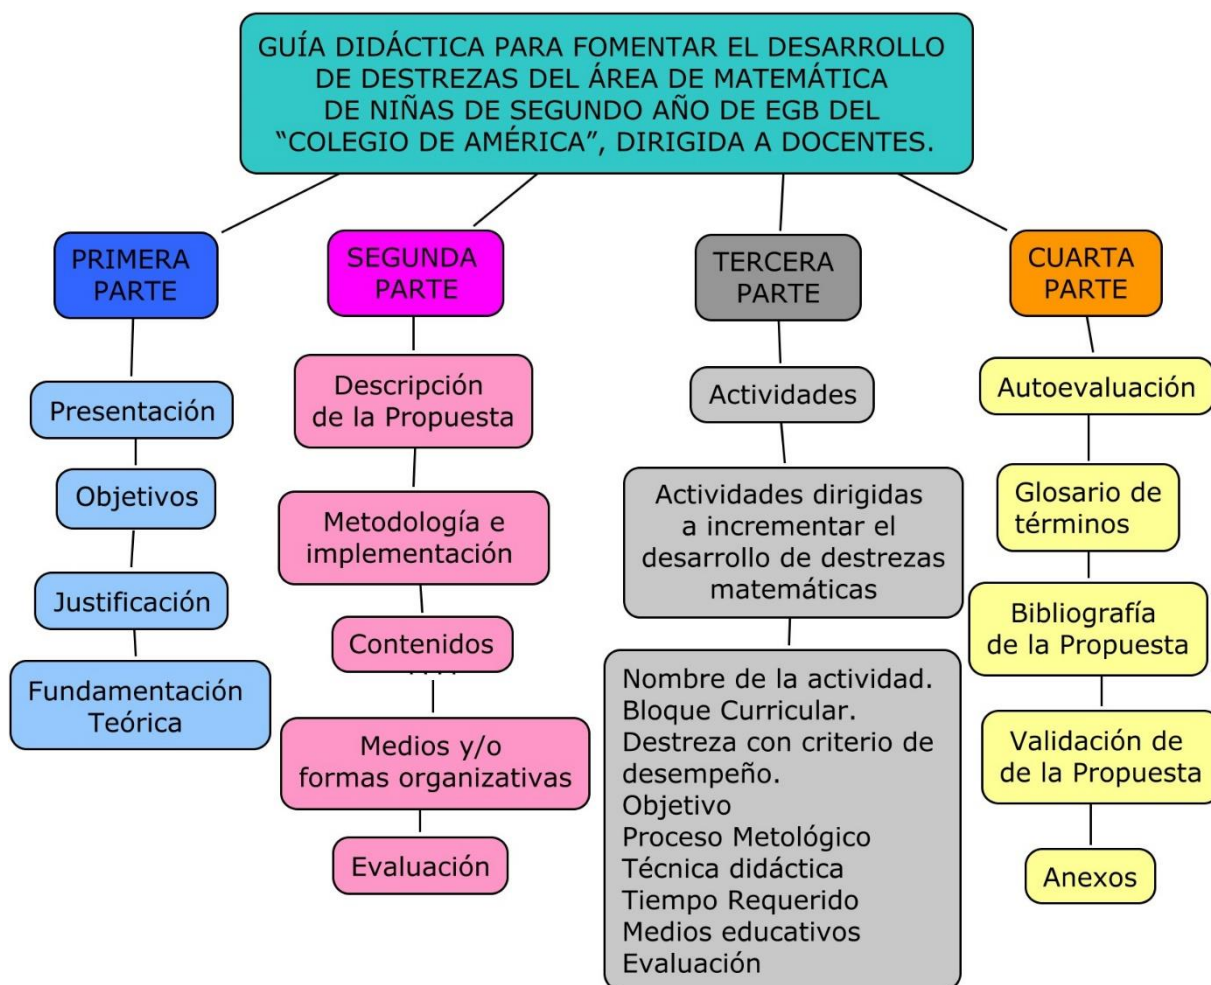 GUÍA DIDÁCTICA PARA FOMENTAR EL DESARROLLO
DE DESTREZAS DEL ÁREA DE MATEMÁTICA
DE NIÑAS DE SEGUNDO AÑO DE EGB DEL
“COLEGIO DE AMÉRICA”, DIRIGIDA A DOCENTES.
PRIMERA
PARTE
Presentación
Objetivos
Justificación
Fundamentación
Teórica
SEGUNDA
PARTE
Descripción
de la Propuesta
Metodología e
implementación
Contenidos
Medios y/o
formas organizativas
Evaluación
TERCERA
PARTE
Actividades
Actividades dirigidas
a incrementar el
desarrollo de destrezas
matemáticas
Nombre de la actividad.
Bloque Curricular.
Destreza con criterio de
desempeño.
Objetivo
Proceso Metológico
Técnica didáctica
Tiempo Requerido
Medios educativos
Evaluación
CUARTA
PARTE
Autoevaluación
Glosario de
términos
Bibliografía
de la Propuesta
Validación de
de la Propuesta
Anexos